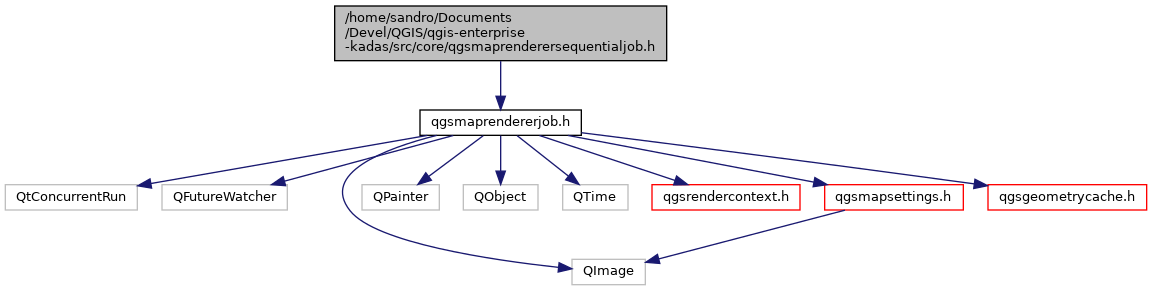 /home/sandro/Documents
/Devel/QGIS/qgis-enterprise
-kadas/src/core/qgsmaprenderersequentialjob.h
qgsmaprendererjob.h
QtConcurrentRun
QFutureWatcher
QPainter
QObject
QTime
qgsrendercontext.h
qgsmapsettings.h
qgsgeometrycache.h
QImage